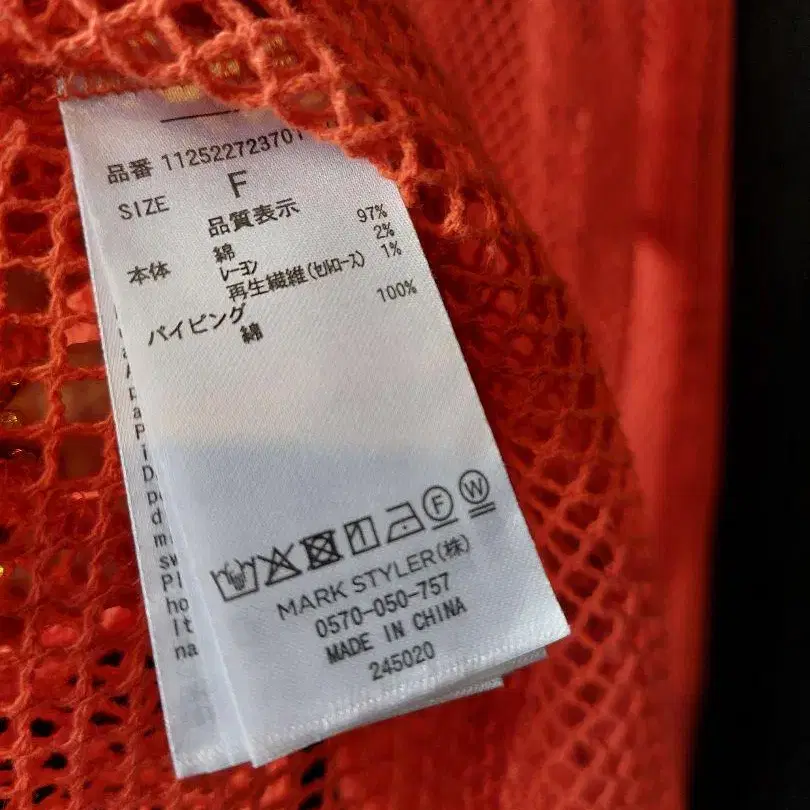 品番 112522723701
SIZE F
品質表示
本体 綿 97%
レーヨン 2%
再生繊維(セルロース) 1%
パイピング
綿 100%
F W
MARK STYLER(株)
0570-050-757
MADE IN CHINA
245020